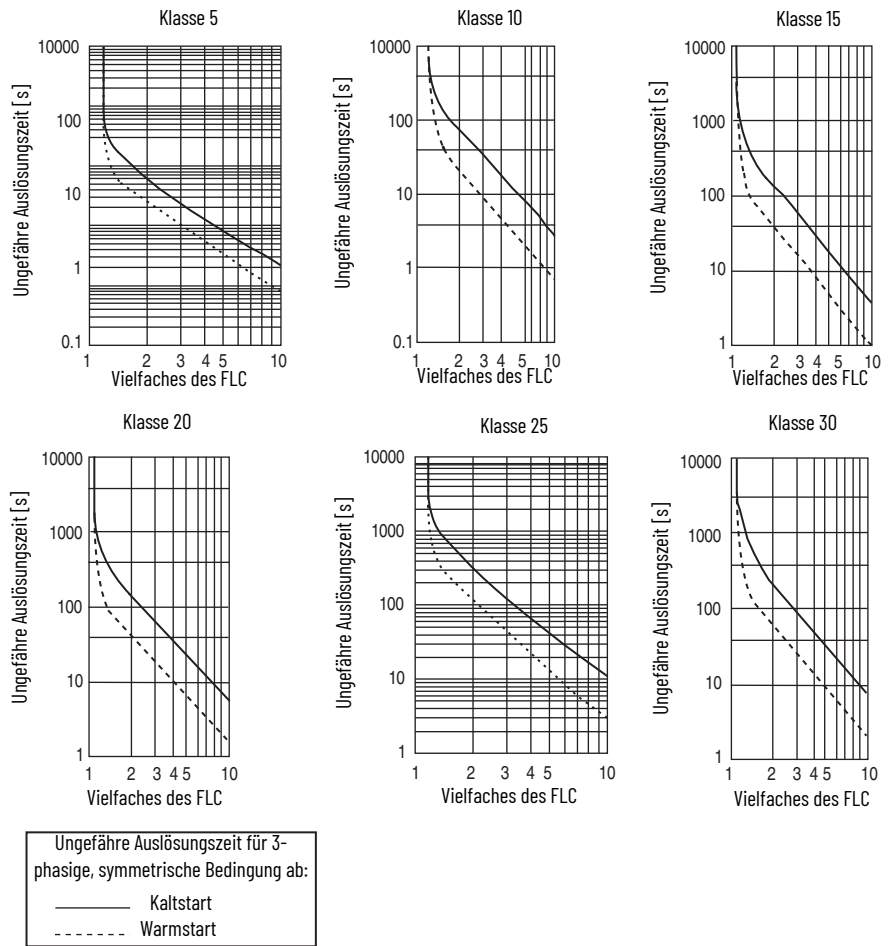 Klasse 5
Ungefähre Auslösungszeit [s]
10000
100
10
1
0.1
1 2 3 4 5 10
Vielfaches des FLC
Klasse 10
Ungefähre Auslösungszeit [s]
10000
100
10
1
0.1
1 2 3 4 5 10
Vielfaches des FLC
Klasse 15
Ungefähre Auslösungszeit [s]
10000
1000
100
10
1
1 2 3 4 5 10
Vielfaches des FLC
Klasse 20
Ungefähre Auslösungszeit [s]
10000
1000
100
10
1
1 2 3 4 5 10
Vielfaches des FLC
Klasse 25
Ungefähre Auslösungszeit [s]
10000
1000
100
10
1
1 2 3 4 5 10
Vielfaches des FLC
Klasse 30
Ungefähre Auslösungszeit [s]
10000
1000
100
10
1
1 2 3 4 5 10
Vielfaches des FLC
Ungefähre Auslösungszeit für 3-
phasige, symmetrische Bedingung ab:
Kaltstart
Warmstart